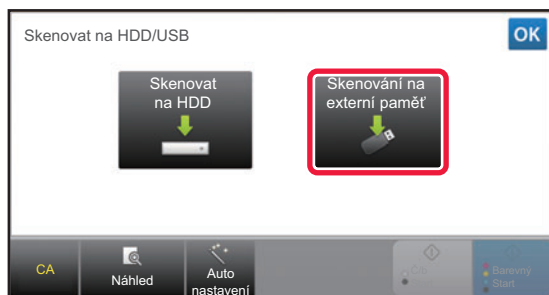 Skenovat na HDD/USB
OK
Skenovat
na HDD
Skenování na
externí paměť
CA
Náhled
Auto
nastavení
Barevný
Start